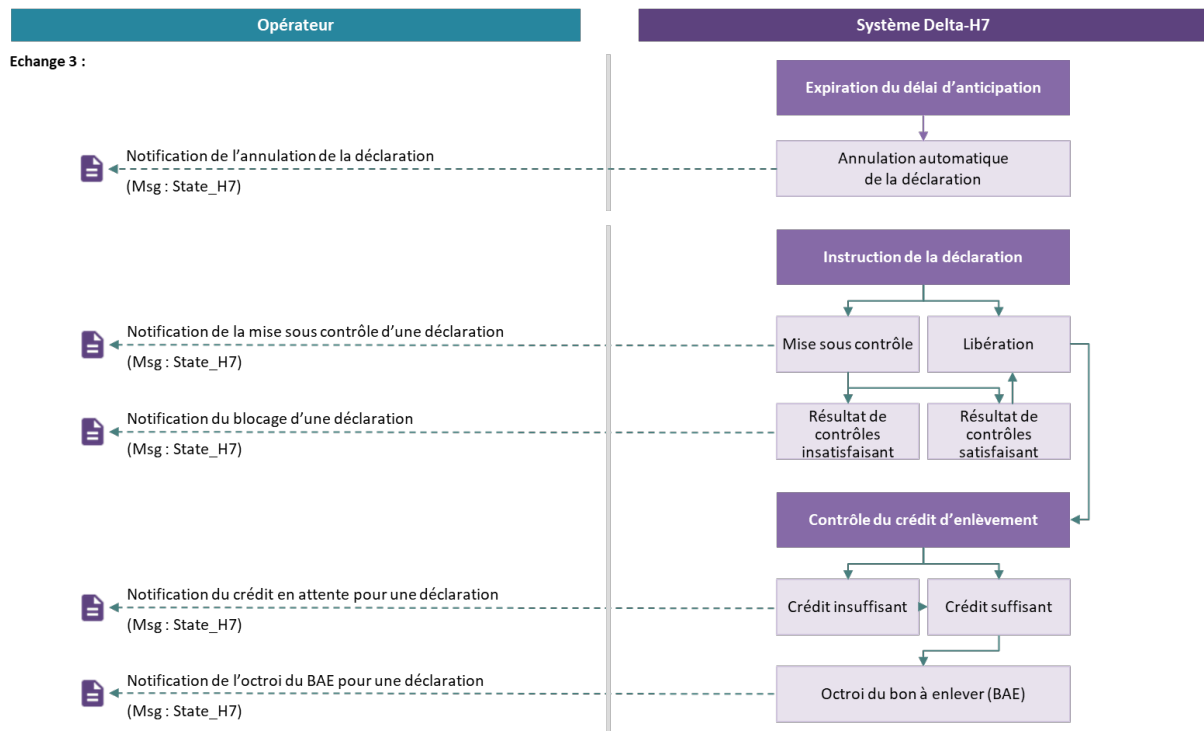 Opérateur
Système Delta-H7
Echange 3 :
Expiration du délai d’anticipation
Notification de l’annulation de la déclaration
(Msg : State_H7)
Annulation automatique
de la déclaration
Instruction de la déclaration
Notification de la mise sous contrôle d’une déclaration
(Msg : State_H7)
Mise sous contrôle
Libération
Notification du blocage d’une déclaration
(Msg : State_H7)
Résultat de
contrôles
insatisfaisant
Résultat de
contrôles
satisfaisant
Contrôle du crédit d’enlèvement
Notification du crédit en attente pour une déclaration
(Msg : State_H7)
Crédit insuffisant
Crédit suffisant
Notification de l’octroi du BAE pour une déclaration
(Msg : State_H7)
Octroi du bon à enlever (BAE)